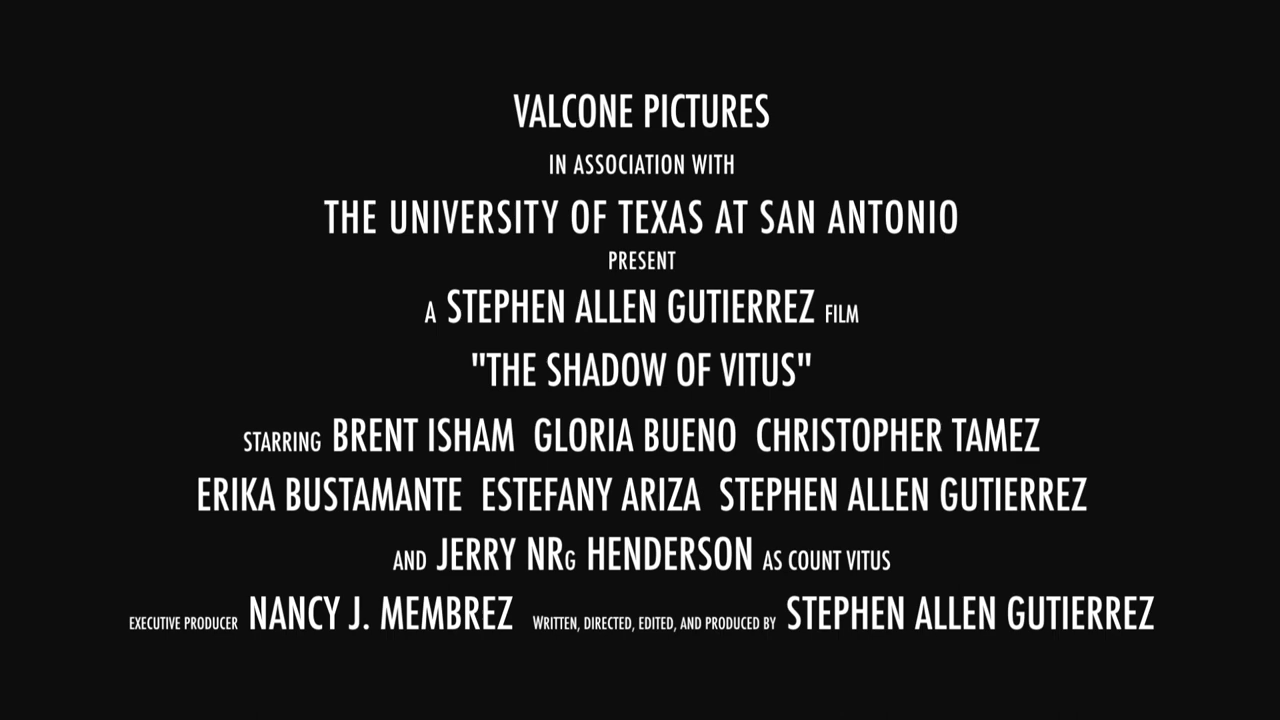 VALCONE PICTURES
IN ASSOCIATION WITH
THE UNIVERSITY OF TEXAS AT SAN ANTONIO
PRESENT
A STEPHEN ALLEN GUTIERREZ FILM
"THE SHADOW OF VITUS"
STARRING BRENT ISHAM GLORIA BUENO CHRISTOPHER TAMEZ
ERIKA BUSTAMANTE ESTEFANY ARIZA STEPHEN ALLEN GUTIERREZ
AND JERRY NRG HENDERSON AS COUNT VITUS
EXECUTIVE PRODUCER NANCY J. MEMBREZ WRITTEN, DIRECTED, EDITED, AND PRODUCED BY STEPHEN ALLEN GUTIERREZ